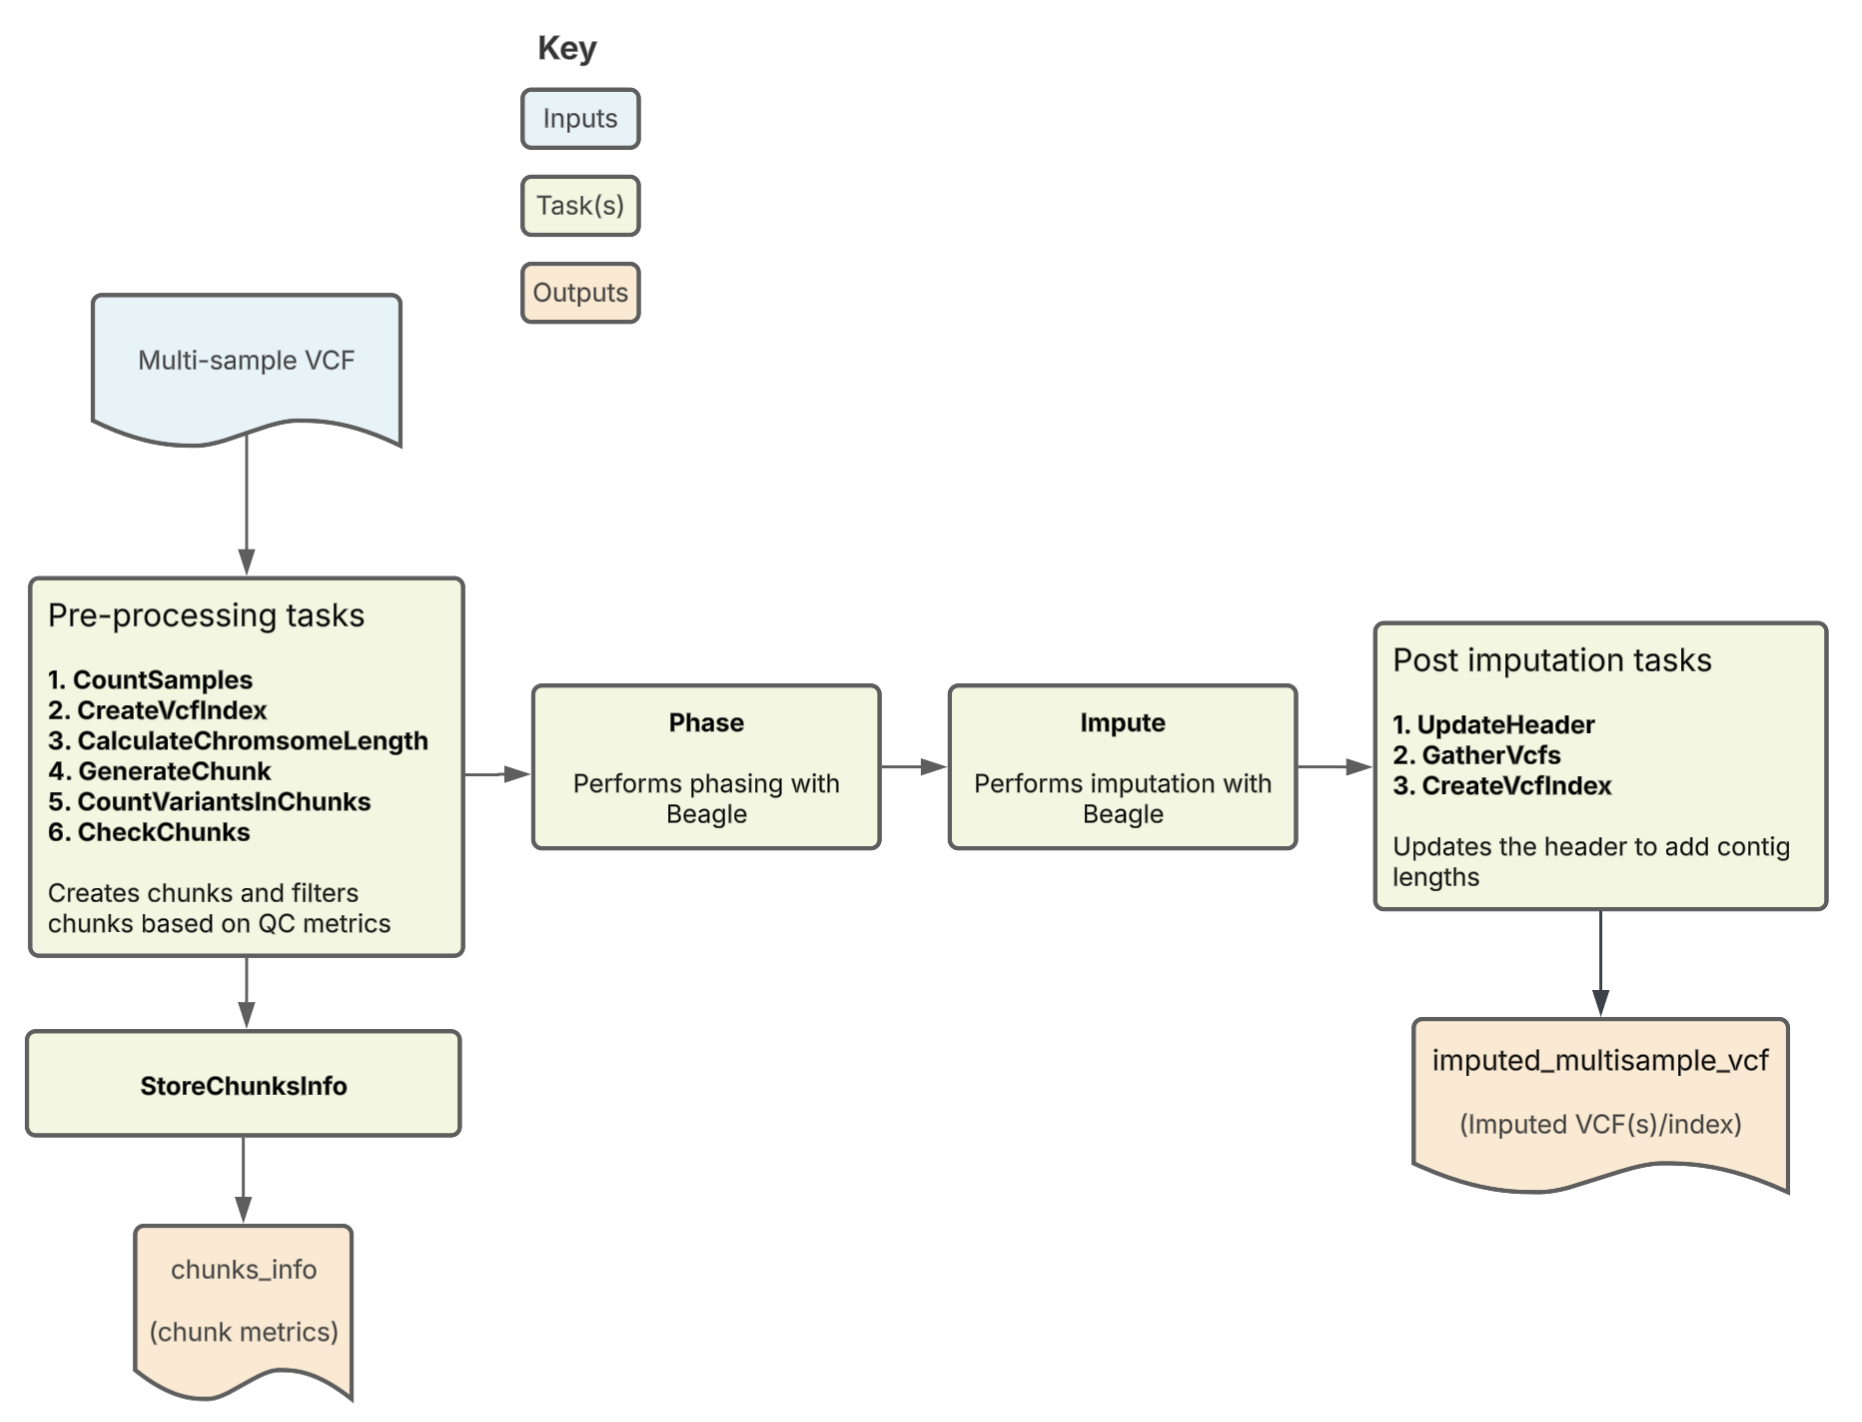 Key
Inputs
Task(s)
Outputs
Multi-sample VCF
Pre-processing tasks
1. CountSamples
2. CreateVcfIndex
3. CalculateChromsomeLength
4. GenerateChunk
5. CountVariantsInChunks
6. CheckChunks
Creates chunks and filters
chunks based on QC metrics
Phase
Performs phasing with
Beagle
Impute
Performs imputation with
Beagle
Post imputation tasks
1. UpdateHeader
2. GatherVcfs
3. CreateVcfIndex
Updates the header to add contig
lengths
StoreChunksInfo
chunks_info
(chunk metrics)
imputed_multisample_vcf
(Imputed VCF(s)/index)